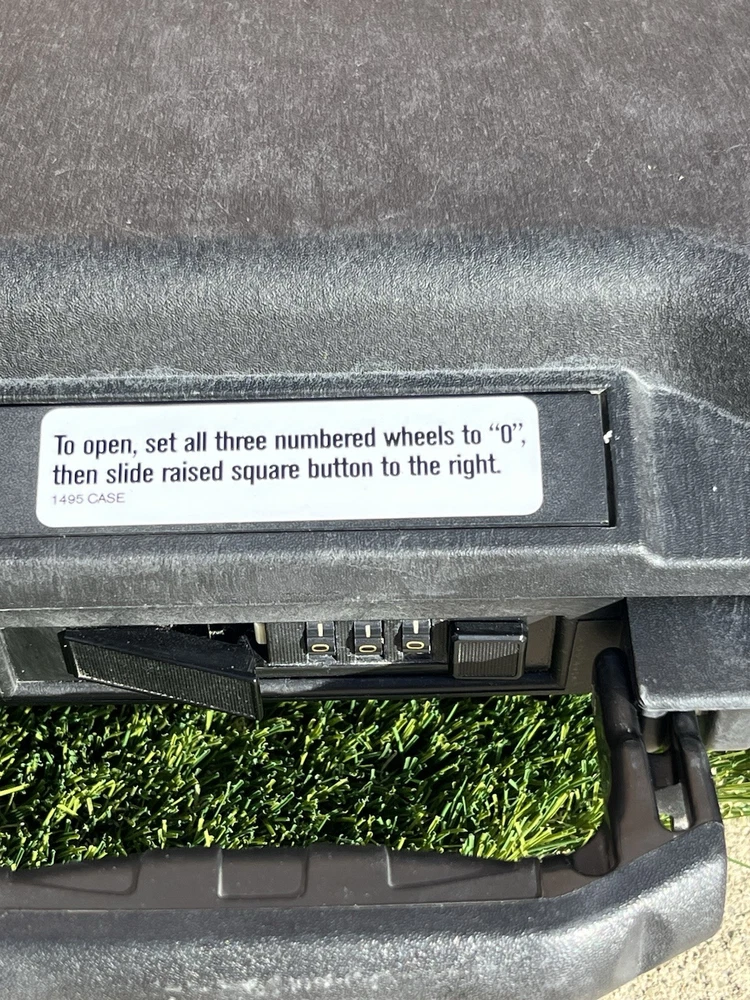 To open, set all three numbered wheels to “0”,
then slide raised square button to the right.
1495 CASE
0 0 0